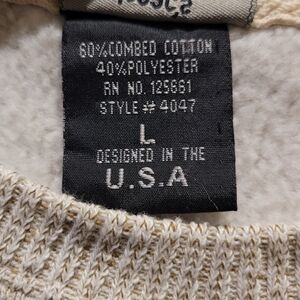 60%COMBED COTTON
40%POLYESTER
RN NO. 125661
STYLE # 4047
L
DESIGNED IN THE
U.S.A